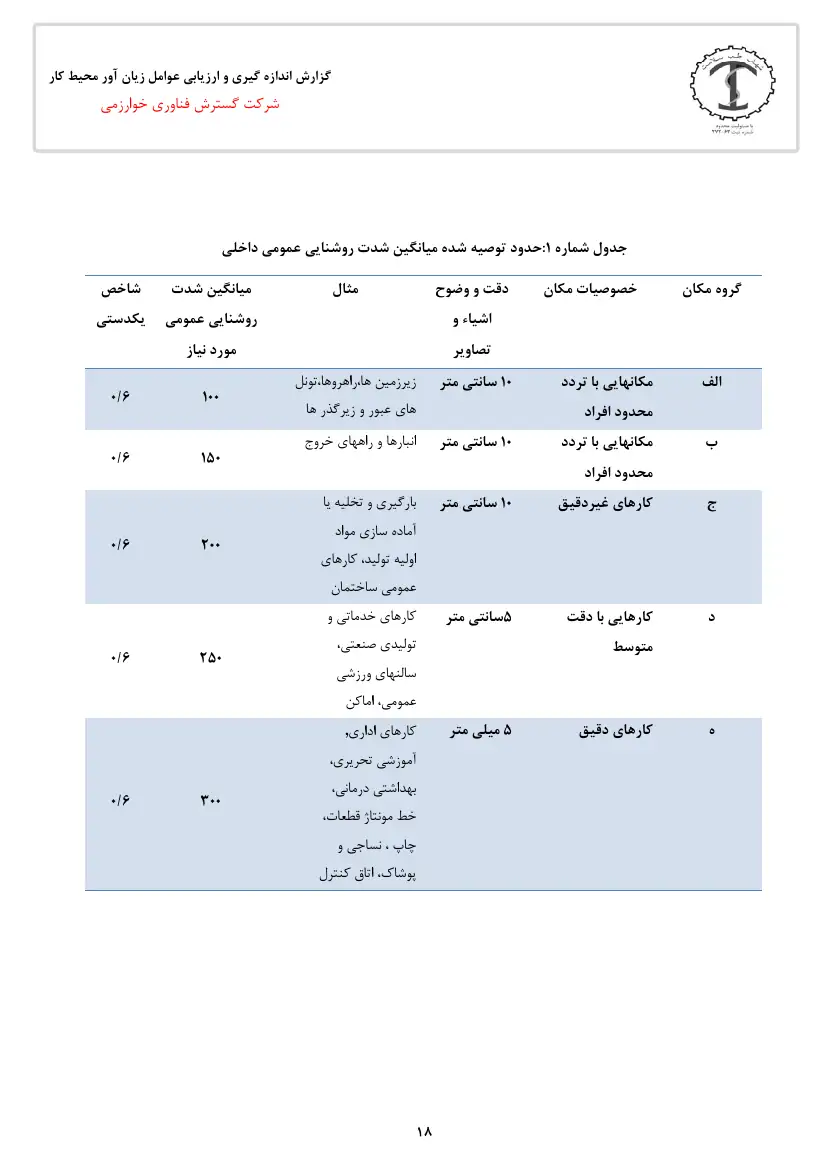 گزارش اندازه گیری و ارزیابی عوامل زیان آور محیط کار
شرکت گسترش فناوری خوارزمی
طب سلامت
با مسئولیت محدود
جدول شماره ۱:حدود توصیه شده میانگین شدت روشنایی عمومی داخلی
گروه مکان خصوصیات مکان دقت و وضوح مثال میانگین شدت شاخص
اشیاء و روشنایی عمومی یکدستی
تصاویر مورد نیاز
الف مکانهایی با تردد ۱۰ سانتی متر زیرزمین ها،راهروها،تونل ۱۰۰ ۰/۶
محدود افراد های عبور و زیرگذر ها
ب مکانهایی با تردد ۱۰ سانتی متر انبارها و راههای خروج ۱۵۰ ۰/۶
محدود افراد
ج کارهای غیردقیق ۱۰ سانتی متر بارگیری و تخلیه یا
آماده سازی مواد
۲۰۰ ۰/۶
اولیه تولید، کارهای
عمومی ساختمان
د کارهایی با دقت ۵سانتی متر کارهای خدماتی و
متوسط تولیدی صنعتی،
۲۵۰ ۰/۶
سالنهای ورزشی
عمومی، اماکن
ه کارهای دقیق ۵ میلی متر کارهای اداری,
آموزشی تحریری،
بهداشتی درمانی،
۳۰۰ ۰/۶
خط مونتاژ قطعات،
چاپ ، نساجی و
پوشاک، اتاق کنترل
۱۸